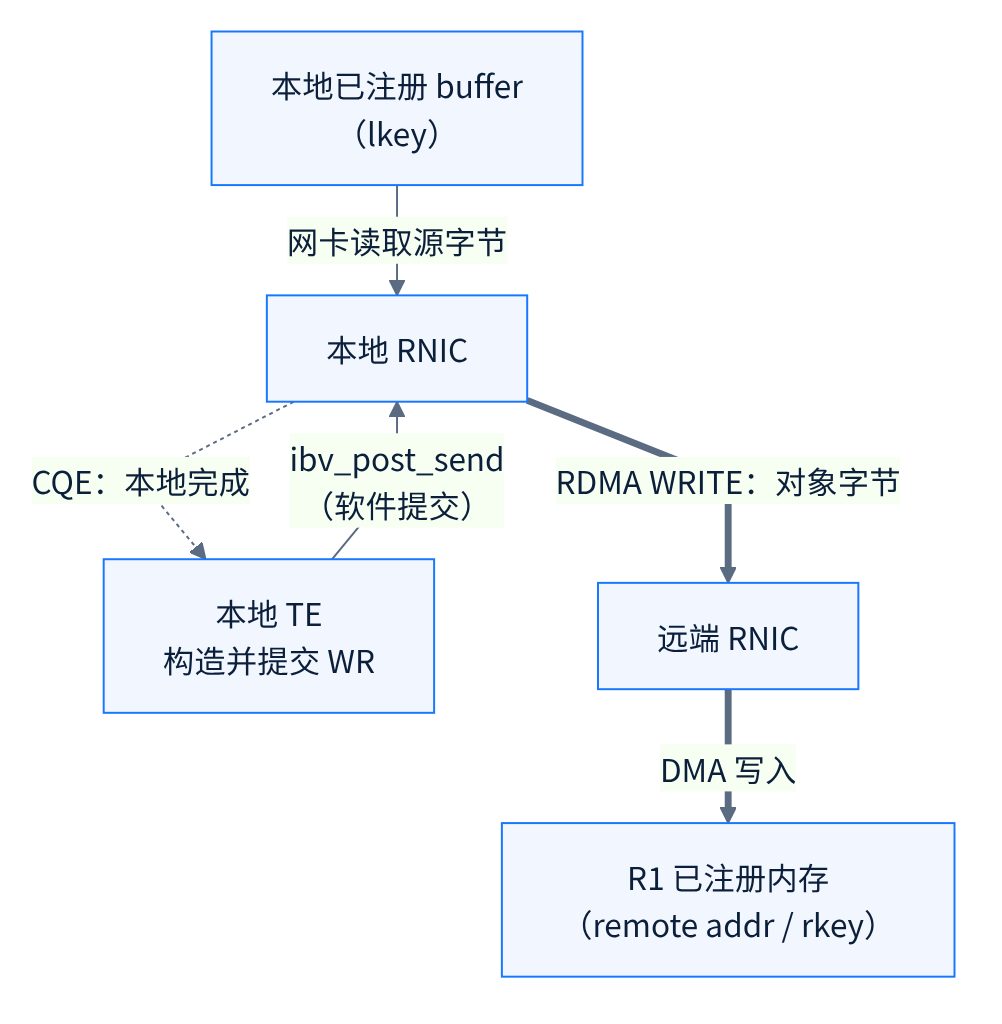 本地已注册 buffer
（lkey）
网卡读取源字节
本地 RNIC
CQE：本地完成
ibv_post_send
（软件提交）
RDMA WRITE：对象字节
本地 TE
构造并提交 WR
远端 RNIC
DMA 写入
R1 已注册内存
（remote addr / rkey）